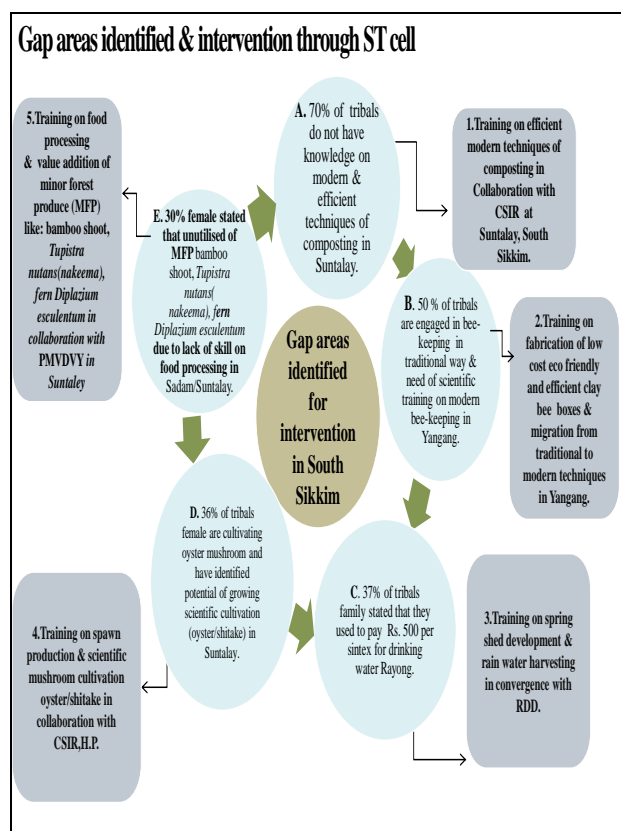 Gap areas identified & intervention through ST cell
5.Training on food
processing
& value addition of
minor forest
produce (MFP)
like: bamboo shoot,
Tupistra
nutans(nakeema),
fern Diplazium
esculentum in
collaboration with
PMVDVY in
Suntaley
A. 70% of tribals
do not have
knowledge on
modern &
efficient
techniques of
composting in
Suntalay.
1.Training on efficient
modern techniques of
composting in
Collaboration with
CSIR at
Suntalay, South
Sikkim.
E. 30% female stated
that unutilised of
MFP bamboo
shoot, Tupistra
nutans(
nakeema), fern
Diplazium esculentum
due to lack of skill on
food processing in
Sadam/Suntalay.
B. 50 % of tribals
are engaged in bee-
keeping in
traditional way &
need of scientific
training on modern
bee-keeping in
Yangang.
2.Training on
fabrication of low
cost eco friendly
and efficient clay
bee boxes &
migration from
traditional to
modern techniques
in Yangang.
Gap areas
identified
for
intervention
in South
Sikkim
D. 36% of tribals
female are cultivating
oyster mushroom and
have identified
potential of growing
scientific cultivation
(oyster/shitake) in
Suntalay.
C. 37% of tribals
family stated that they
used to pay Rs. 500 per
sintex for drinking
water Rayong.
4.Training on spawn
production & scientific
mushroom cultivation
oyster/shitake in
collaboration with
CSIR,H.P.
3.Training on spring
shed development &
rain water harvesting
in convergence with
RDD.